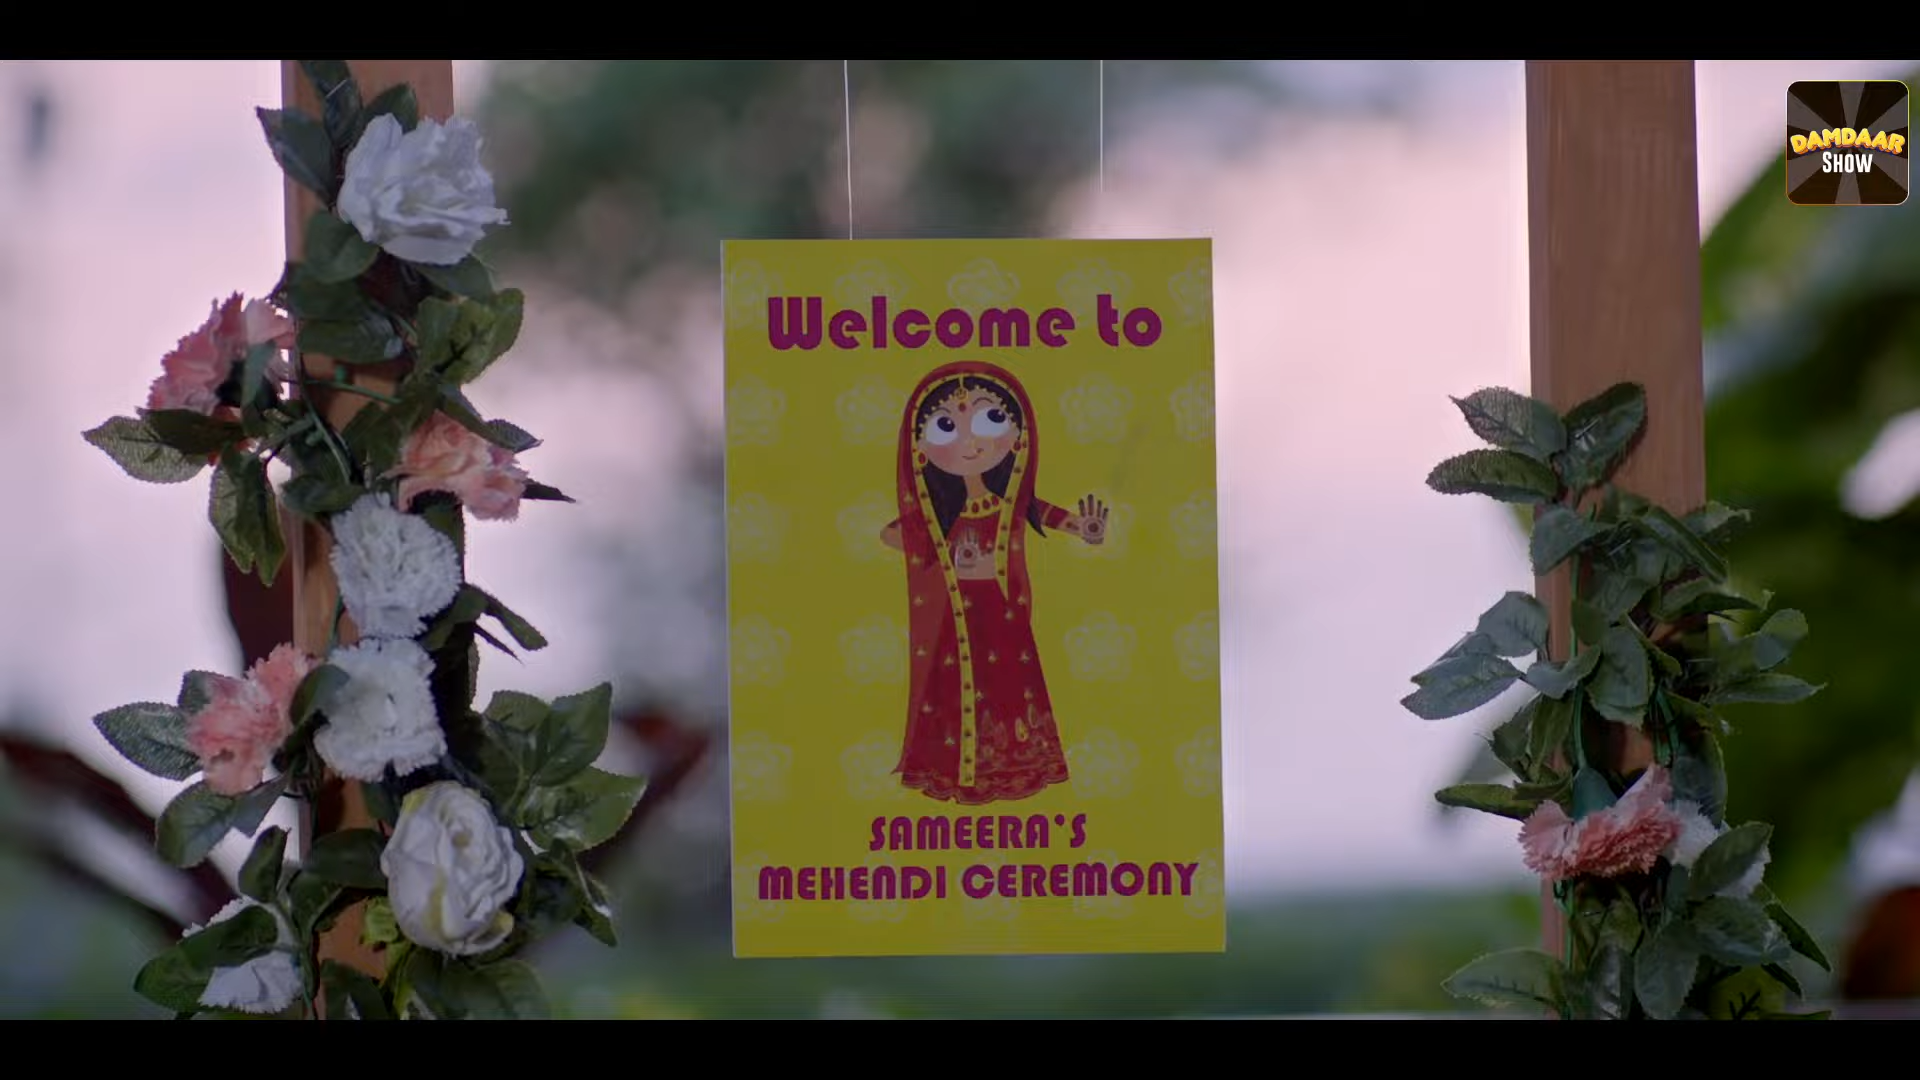 DAMDAAR
SHOW
Welcome to
SAMEERA'S
MEHENDI CEREMONY